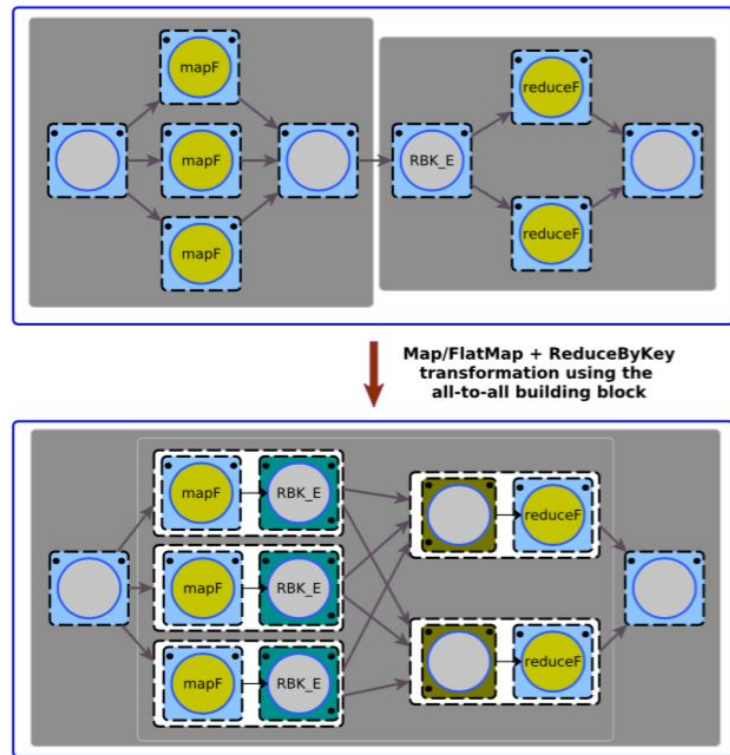 mapF
mapF
mapF
RBK_E
reduceF
reduceF
Map/FlatMap + ReduceByKey
transformation using the
all-to-all building block
mapF
RBK_E
mapF
RBK_E
mapF
RBK_E
reduceF
reduceF